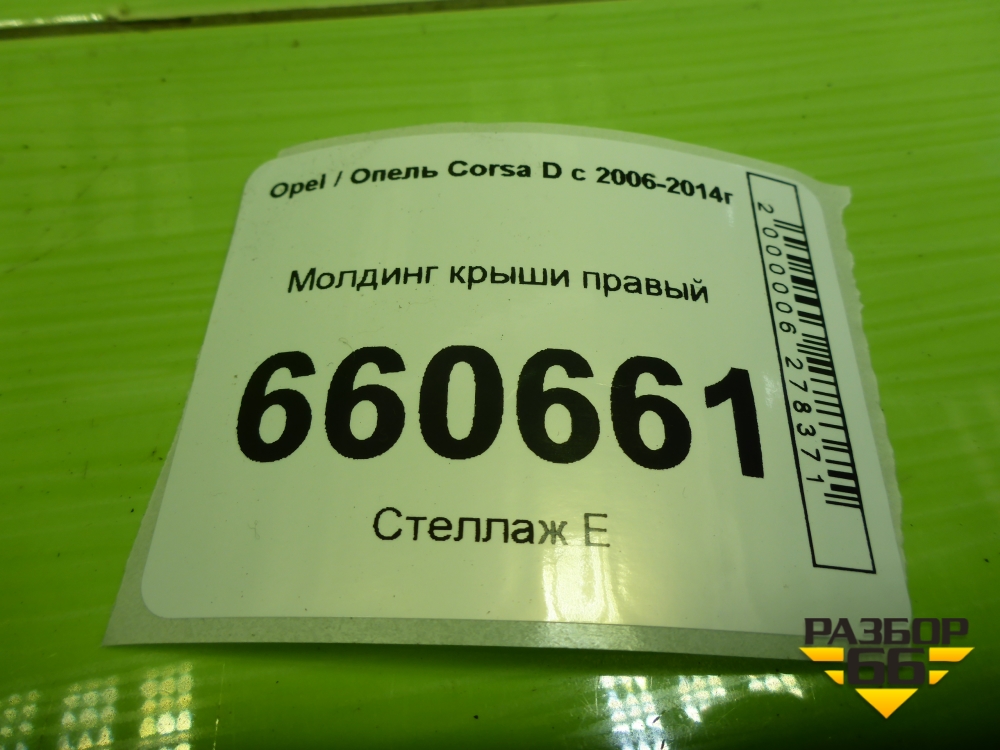 Opel / Опель Corsa D с 2006-2014г
Молдинг крыши правый
660661
Стеллаж Е
2000006278371
РАЗБОР
66